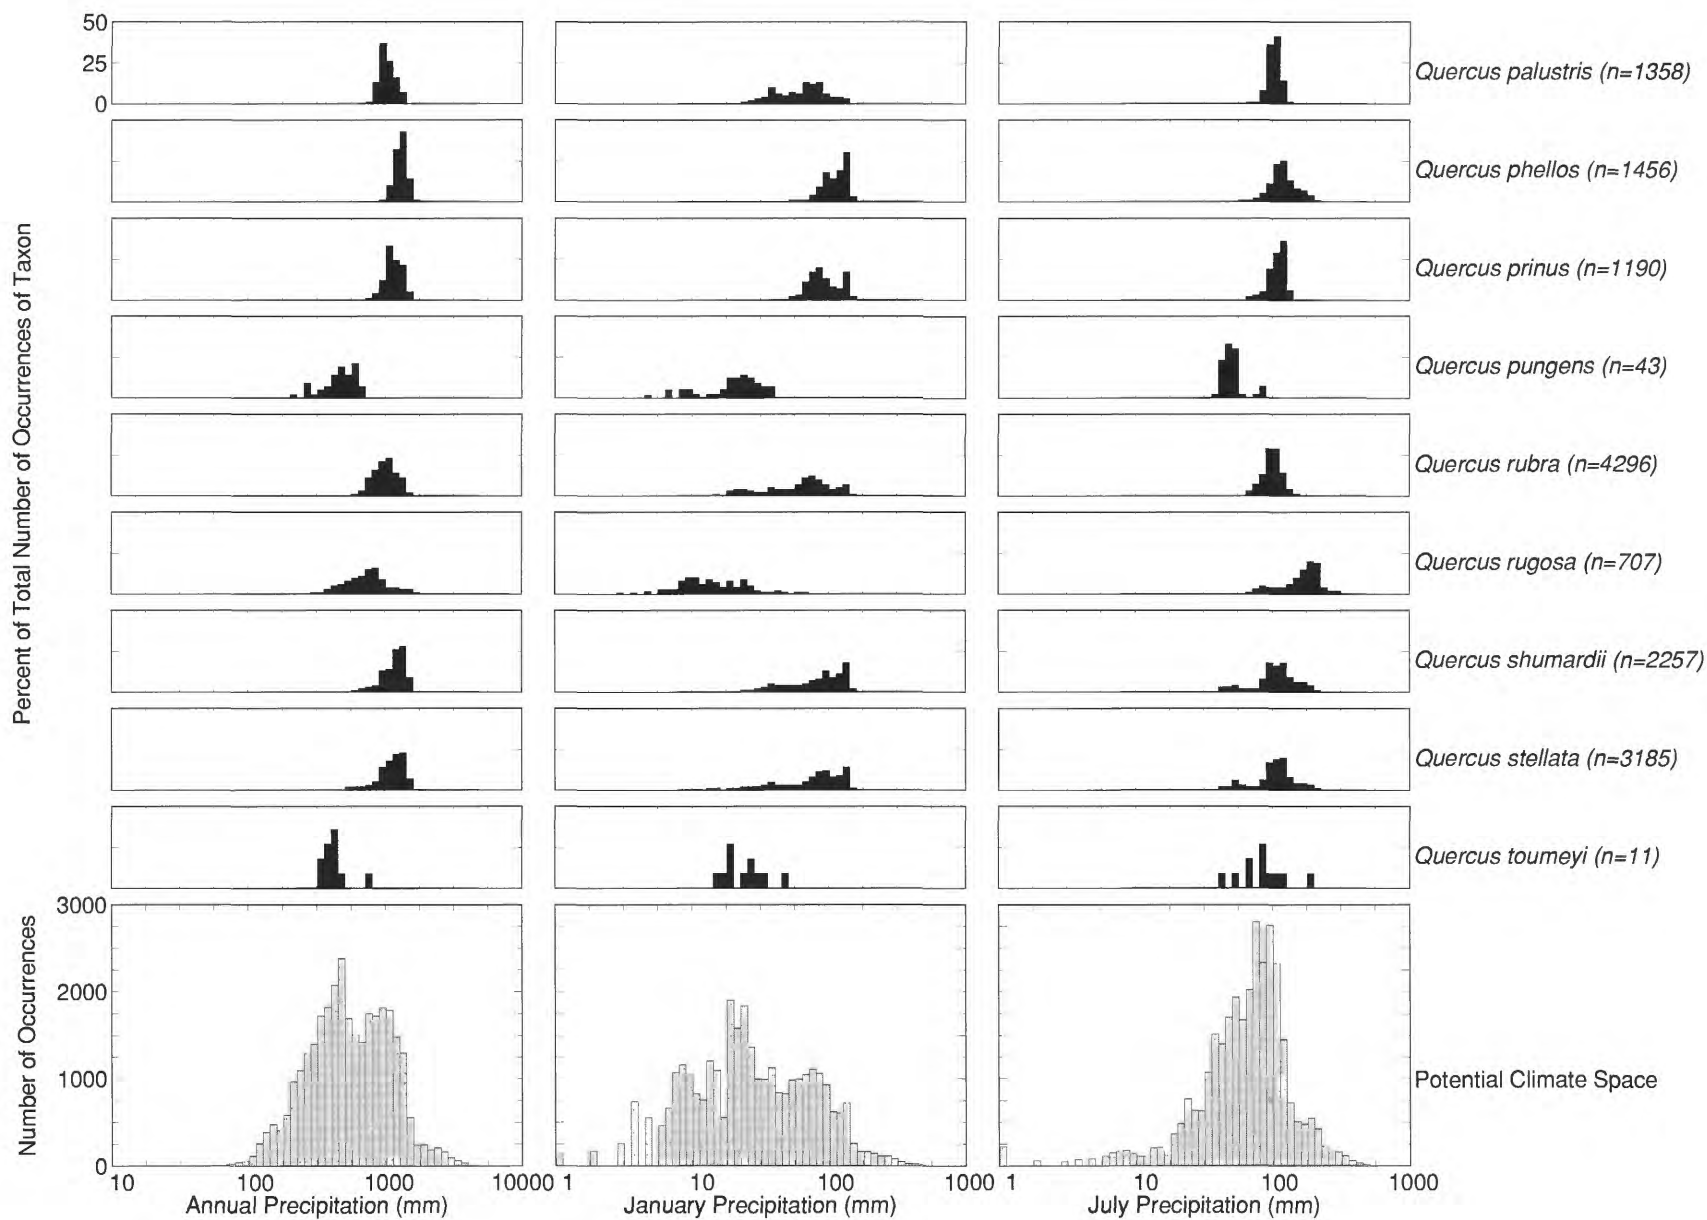 Percent of Total Number of Occurrences of Taxon
50
25
0
Quercus palustris (n=1358)
Quercus phellos (n=1456)
Quercus prinus (n=1190)
Quercus pungens (n=43)
Quercus rubra (n=4296)
Quercus rugosa (n=707)
Quercus shumardii (n=2257)
Quercus stellata (n=3185)
Quercus toumeyi (n=11)
Number of Occurrences
3000
2000
1000
0
Potential Climate Space
10 100 1000 10000
1 10 100 1000
1 10 100 1000
Annual Precipitation (mm)
January Precipitation (mm)
July Precipitation (mm)